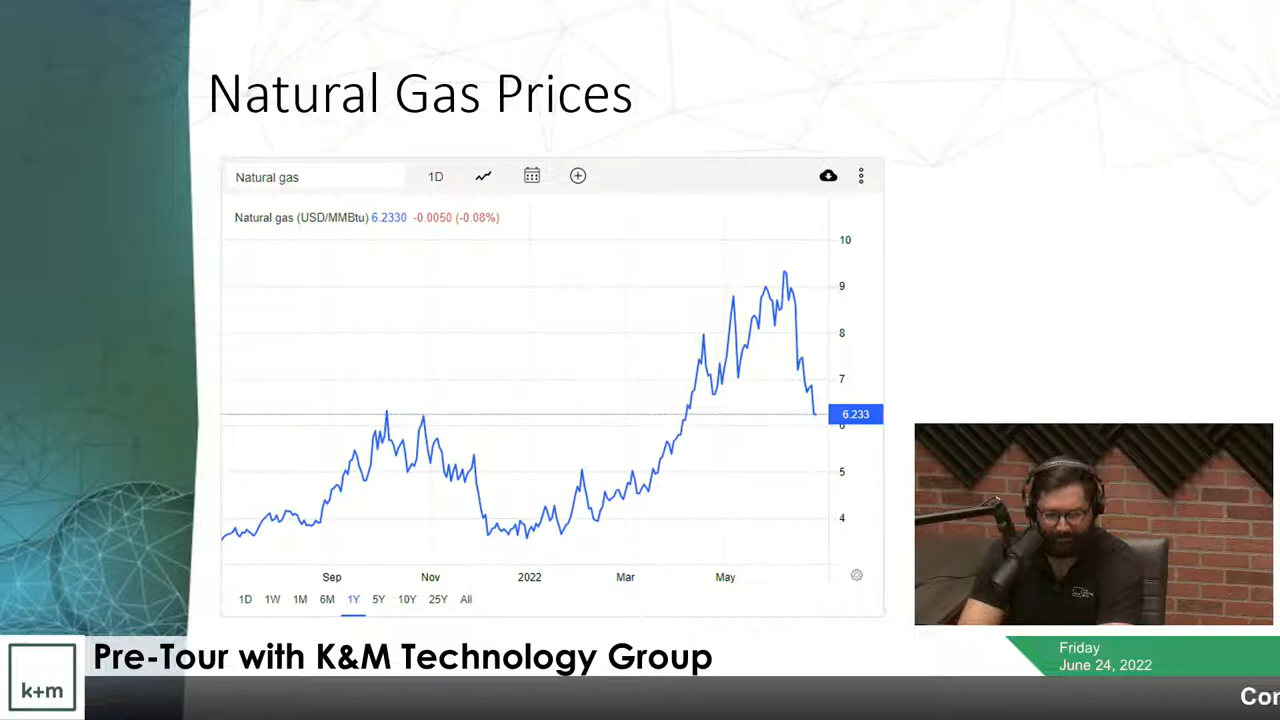 Natural Gas Prices
Natural gas
1D
Natural gas (USD/MMBtu) 6.2330 -0.0050 (-0.08%)
10
9
8
7
6.233
6
5
4
Sep Nov 2022 Mar May
1D 1W 1M 6M 1Y 5Y 10Y 25Y All
k+m
Pre-Tour with K&M Technology Group
Friday
June 24, 2022